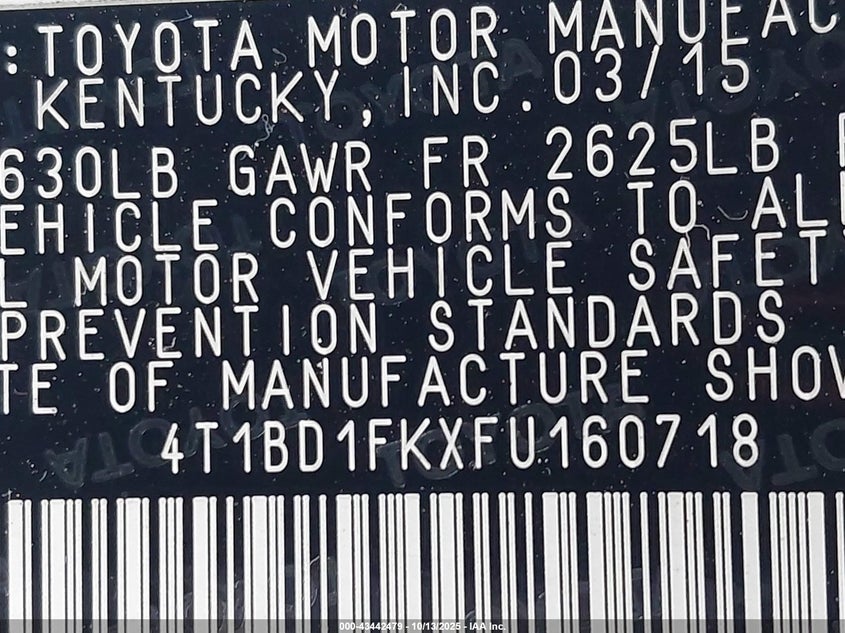 : TOYOTA MOTOR MANUFAC
KENTUCKY, INC. 03/15
630LB GAWR FR 2625LB
EHICLE CONFORMS TO AL
L MOTOR VEHICLE SAFET
PREVENTION STANDARDS
TE OF MANUFACTURE SHOW
4T1BD1FKXFU160718
000-43442479 - 10/13/2025 - IAA Inc.